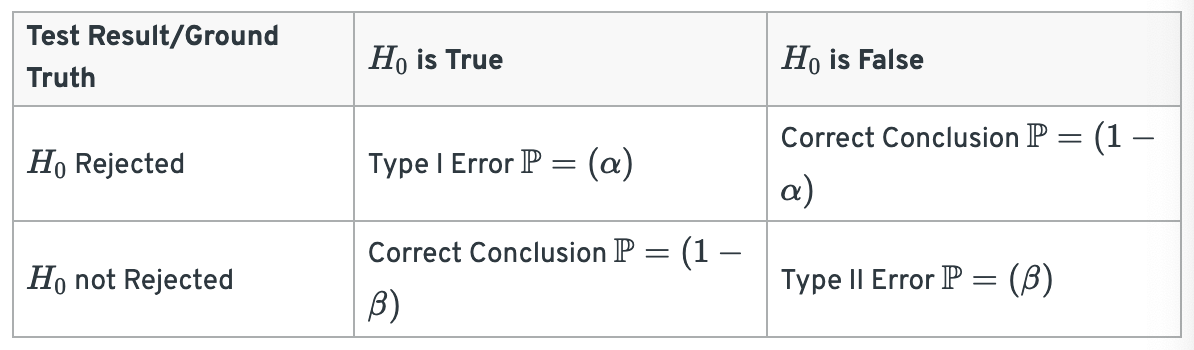 Test Result/Ground
Truth
H₀ is True
H₀ is False
H₀ Rejected
Type I Error ℙ = (α)
Correct Conclusion ℙ = (1 −
α)
H₀ not Rejected
Correct Conclusion ℙ = (1 −
β)
Type II Error ℙ = (β)